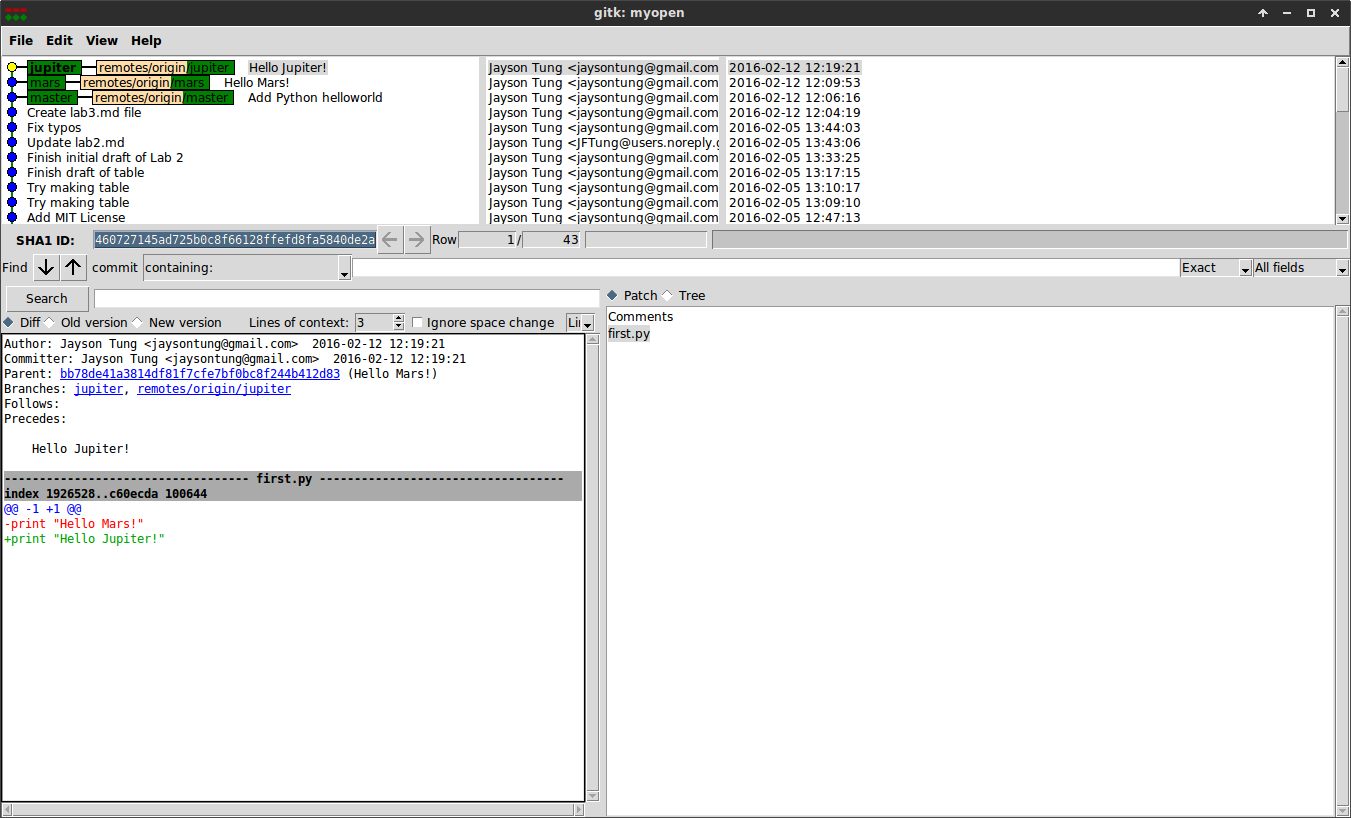 gitk: myopen
File Edit View Help
jupiter remotes/origin/jupiter Hello Jupiter! Jayson Tung <jaysontung@gmail.com 2016-02-12 12:19:21
mars remotes/origin/mars Hello Mars! Jayson Tung <jaysontung@gmail.com 2016-02-12 12:09:53
master remotes/origin/master Add Python helloworld Jayson Tung <jaysontung@gmail.com 2016-02-12 12:06:16
Create lab3.md file Jayson Tung <jaysontung@gmail.com 2016-02-12 12:04:19
Fix typos Jayson Tung <jaysontung@gmail.com 2016-02-05 13:44:03
Update lab2.md Jayson Tung <JFTung@users.noreply.g 2016-02-05 13:43:06
Finish initial draft of Lab 2 Jayson Tung <jaysontung@gmail.com 2016-02-05 13:33:25
Finish draft of table Jayson Tung <jaysontung@gmail.com 2016-02-05 13:17:15
Try making table Jayson Tung <jaysontung@gmail.com 2016-02-05 13:10:17
Try making table Jayson Tung <jaysontung@gmail.com 2016-02-05 13:09:10
Add MIT License Jayson Tung <jaysontung@gmail.com 2016-02-05 12:47:13
SHA1 ID: 460727145ad725b0c8f66128ffefd8fa5840de2a Row 1 / 43
Find commit containing: Exact All fields
Search
Patch Tree
Diff Old version New version Lines of context: 3 Ignore space change Li
Comments
first.py
Author: Jayson Tung <jaysontung@gmail.com> 2016-02-12 12:19:21
Committer: Jayson Tung <jaysontung@gmail.com> 2016-02-12 12:19:21
Parent: bb78de41a3814df81f7cfe7bf0bc8f244b412d83 (Hello Mars!)
Branches: jupiter, remotes/origin/jupiter
Follows:
Precedes:
Hello Jupiter!
----------------------------------- first.py -----------------------------------
index 1926528..c60ecda 100644
@@ -1 +1 @@
-print "Hello Mars!"
+print "Hello Jupiter!"